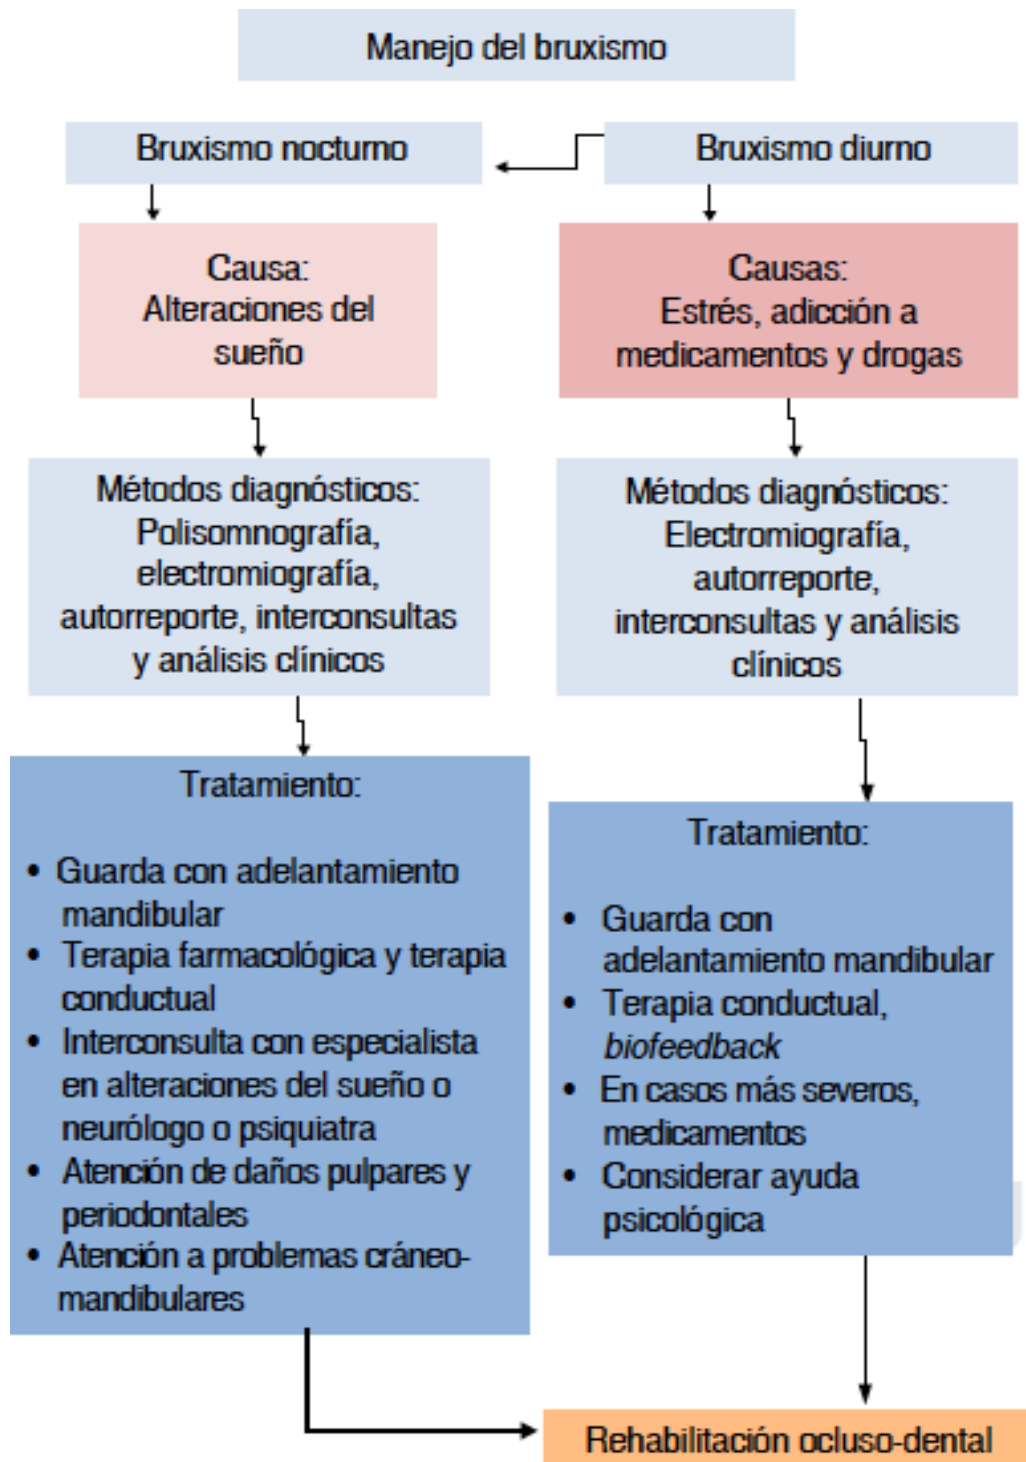 Manejo del bruxismo
Bruxismo nocturno
Causa:
Alteraciones del
sueño
Métodos diagnósticos:
Polisomnografía,
electromiografía,
autorreporte, interconsultas
y análisis clínicos
Tratamiento:
• Guarda con adelantamiento
mandibular
• Terapia farmacológica y terapia
conductual
• Interconsulta con especialista
en alteraciones del sueño o
neurólogo o psiquiatra
• Atención de daños pulpares y
periodontales
• Atención a problemas cráneo-
mandibulares
Bruxismo diurno
Causas:
Estrés, adicción a
medicamentos y drogas
Métodos diagnósticos:
Electromiografía,
autorreporte,
interconsultas y análisis
clínicos
Tratamiento:
• Guarda con
adelantamiento mandibular
• Terapia conductual,
biofeedback
• En casos más severos,
medicamentos
• Considerar ayuda
psicológica
Rehabilitación ocluso-dental